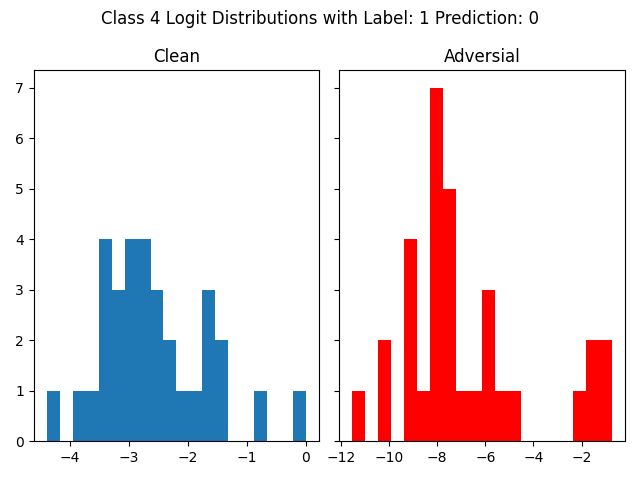 Class 4 Logit Distributions with Label: 1 Prediction: 0
Clean
Adversial
7
6
5
4
3
2
1
0
−4 −3 −2 −1 0
−12 −10 −8 −6 −4 −2